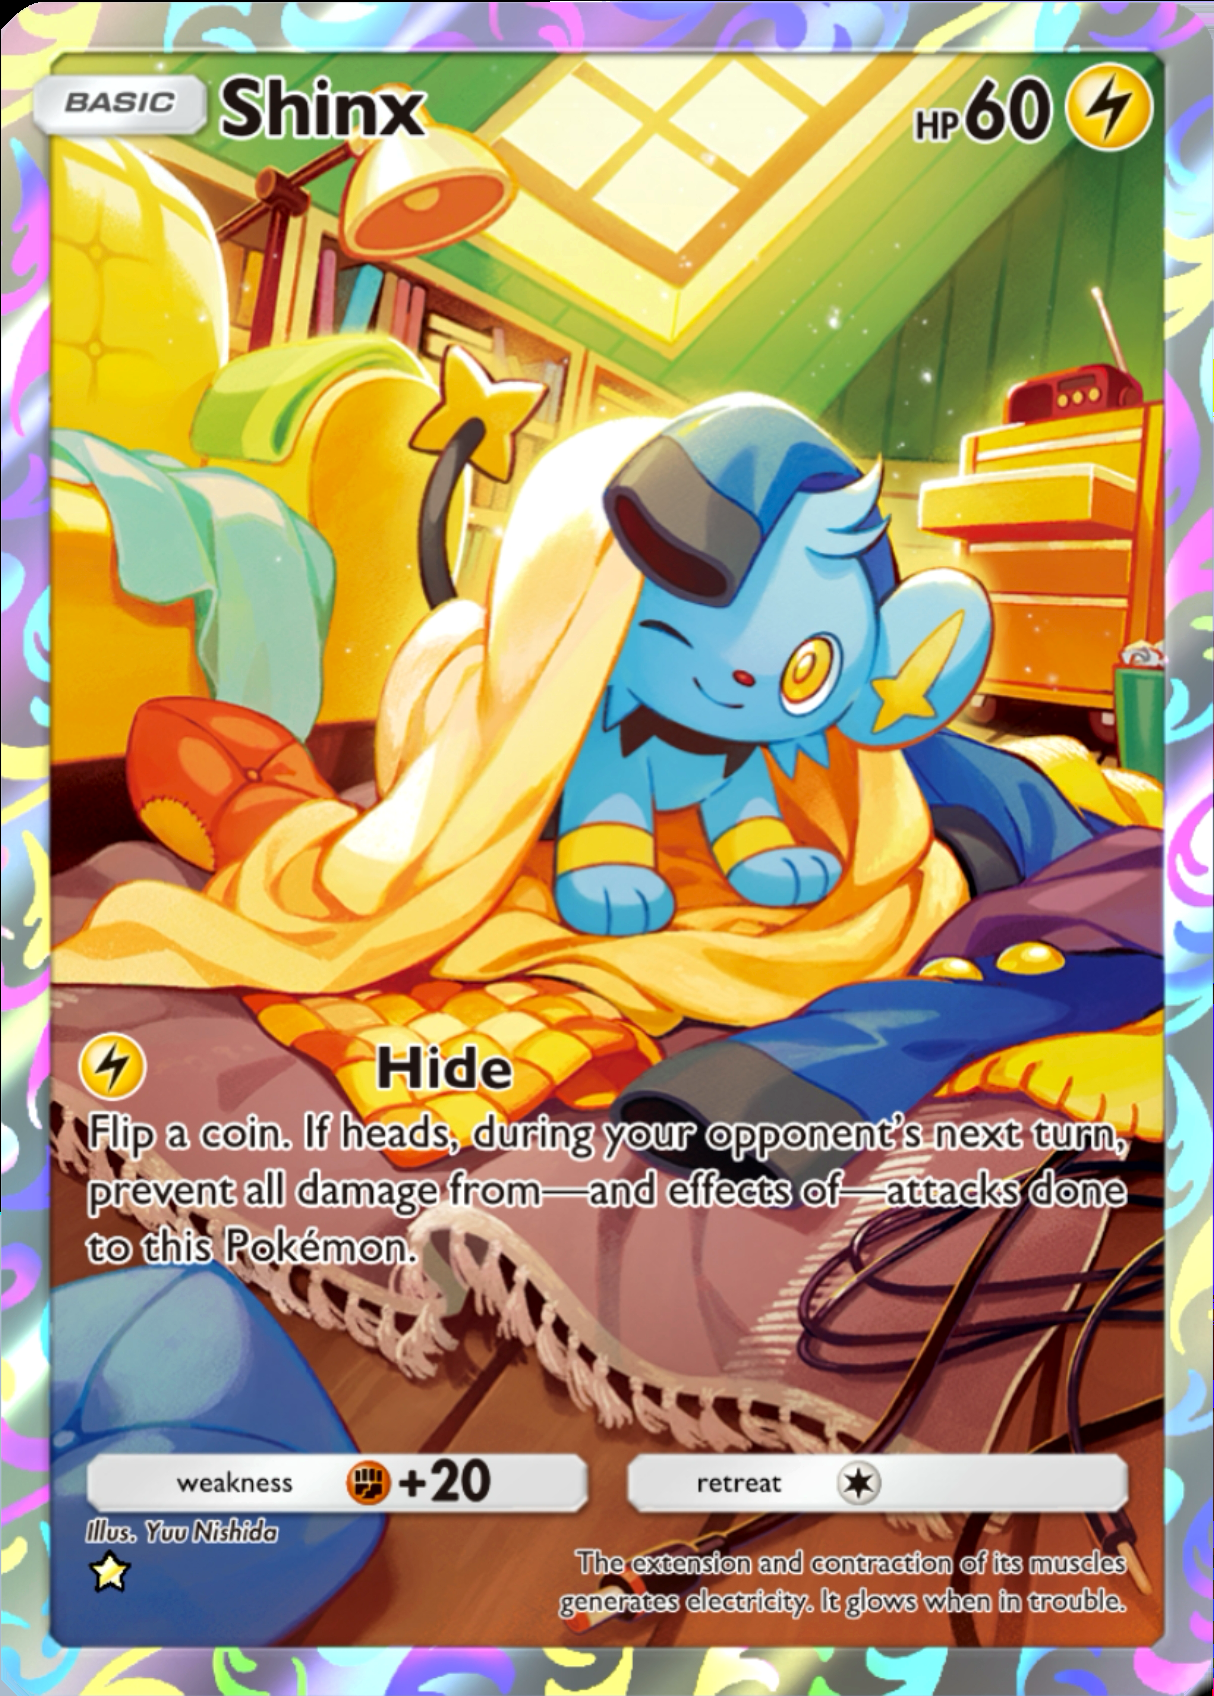 BASIC Shinx HP60
Hide
Flip a coin. If heads, during your opponent's next turn,
prevent all damage from—and effects of—attacks done
to this Pokémon.
weakness +20 retreat
Illus. Yuu Nishida
The extension and contraction of its muscles
generates electricity. It glows when in trouble.